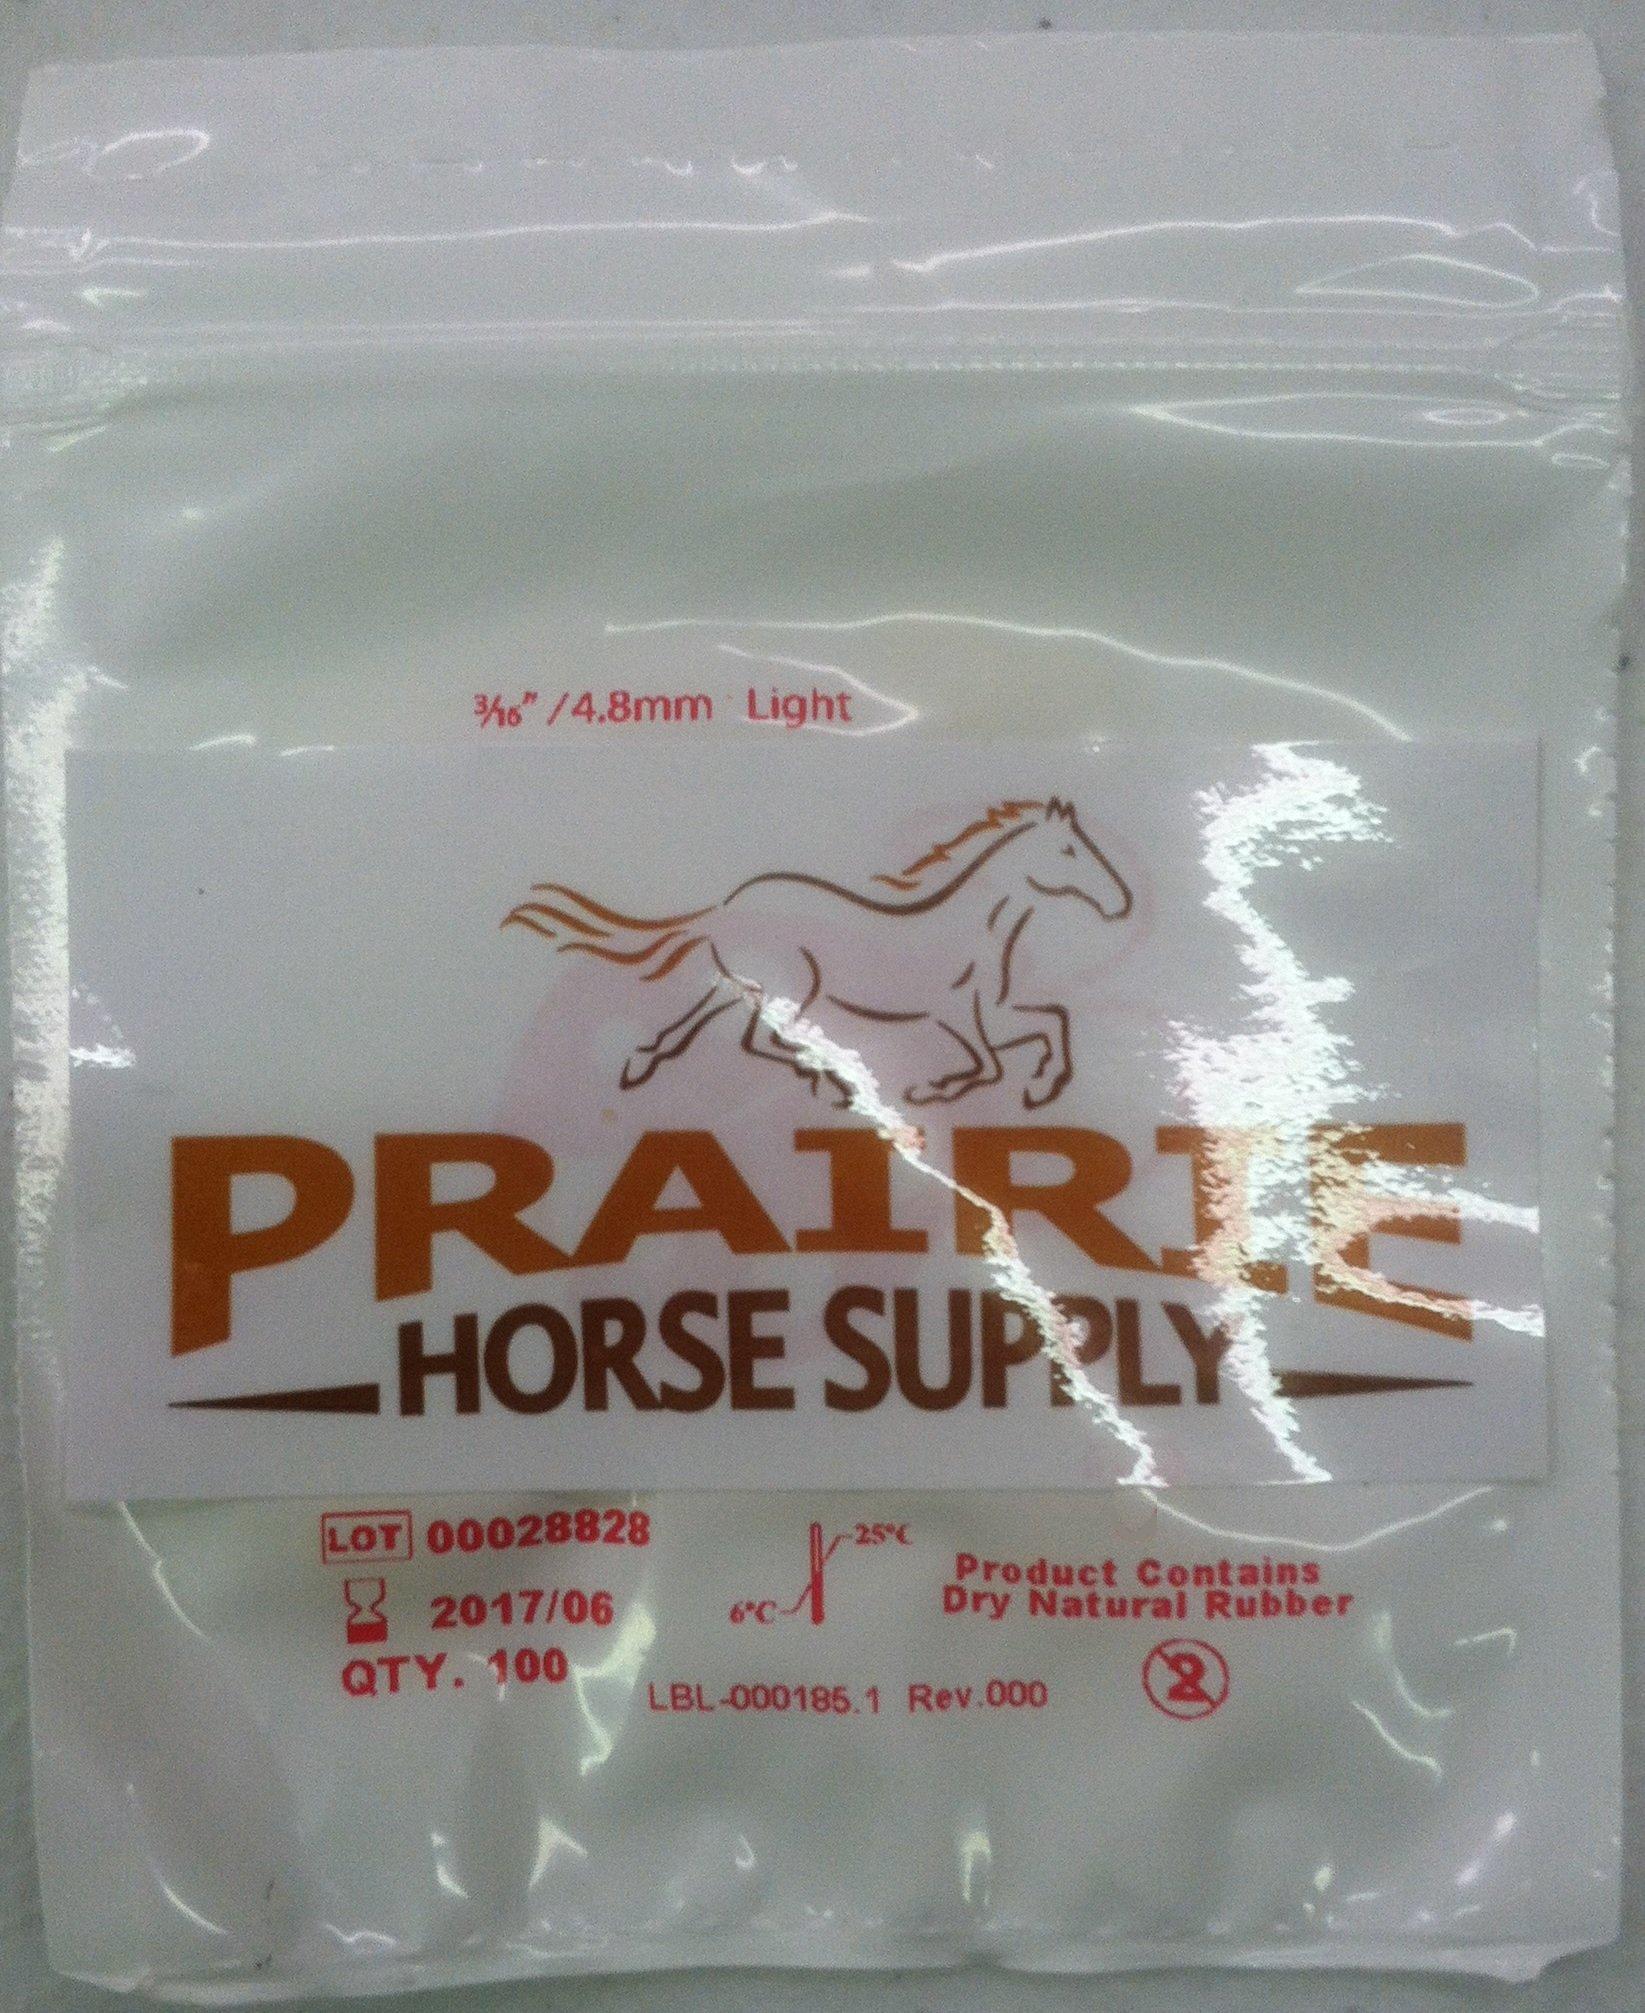 3/16" / 4.8mm Light
PRAIRIE
HORSE SUPPLY
LOT 00028828
2017/06
QTY. 100
25°C
6°C
Product Contains
Dry Natural Rubber
2
LBL-000185.1 Rev.000